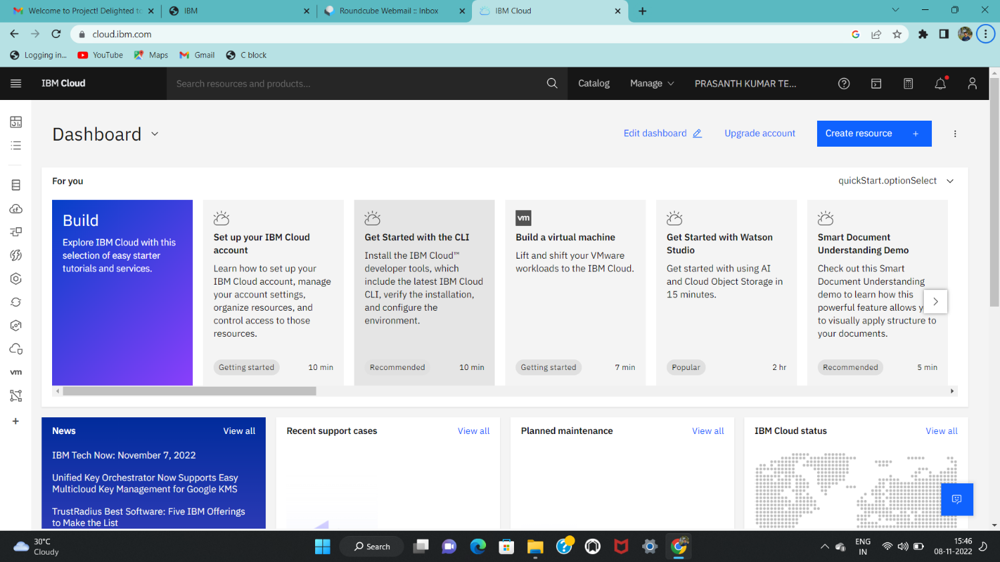 Welcome to Project! Delighted to
IBM
Roundcube Webmail :: Inbox
IBM Cloud
cloud.ibm.com
Logging in...
YouTube
Maps
Gmail
C block
IBM Cloud
Search resources and products...
Catalog
Manage
PRASANTH KUMAR TE...
Dashboard
Edit dashboard
Upgrade account
Create resource +
For you
quickStart.optionSelect
Build
Explore IBM Cloud with this
selection of easy starter
tutorials and services.
Set up your IBM Cloud
account
Learn how to set up your
IBM Cloud account, manage
your account settings,
organize resources, and
control access to those
resources.
Getting started
10 min
Get Started with the CLI
Install the IBM Cloud™
developer tools, which
include the latest IBM Cloud
CLI, verify the installation,
and configure the
environment.
Recommended
10 min
vm
Build a virtual machine
Lift and shift your VMware
workloads to the IBM Cloud.
Getting started
7 min
Get Started with Watson
Studio
Get started with using AI
and Cloud Object Storage in
15 minutes.
Popular
2 hr
Smart Document
Understanding Demo
Check out this Smart
Document Understanding
demo to learn how this
powerful feature allows y
to visually apply structure to
your documents.
Recommended
5 min
vm
News
View all
IBM Tech Now: November 7, 2022
Unified Key Orchestrator Now Supports Easy
Multicloud Key Management for Google KMS
TrustRadius Best Software: Five IBM Offerings
to Make the List
Recent support cases
View all
Planned maintenance
View all
IBM Cloud status
View all
30°C
Cloudy
Search
ENG
IN
15:46
08-11-2022